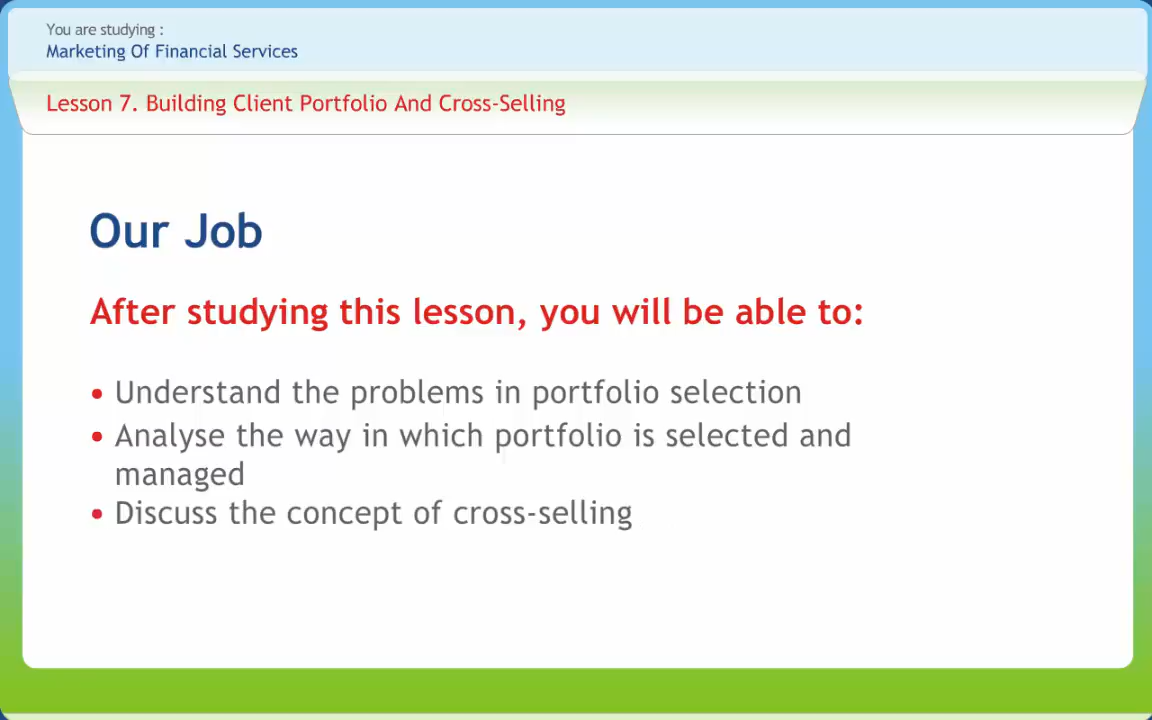 You are studying :
Marketing Of Financial Services
Lesson 7. Building Client Portfolio And Cross-Selling
Our Job
After studying this lesson, you will be able to:
• Understand the problems in portfolio selection
• Analyse the way in which portfolio is selected and
managed
• Discuss the concept of cross-selling